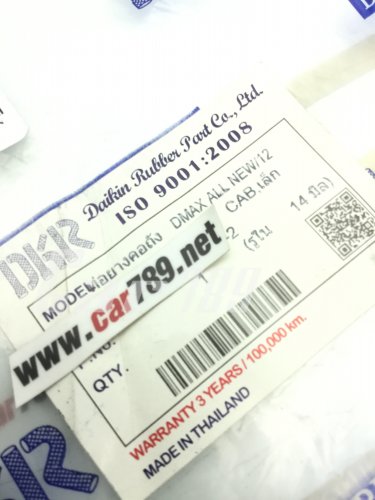 DKR
Daikin Rubber Part Co., Ltd.
ISO 9001:2008
MODEL ท่อยางคอถัง DMAX ALL NEW/12
CAB,เล็ก
-2 (รูใน 14 มิล)
www.car789.net
P.NO.
QTY.
WARRANTY 3 YEARS / 100,000 km.
MADE IN THAILAND
DKR